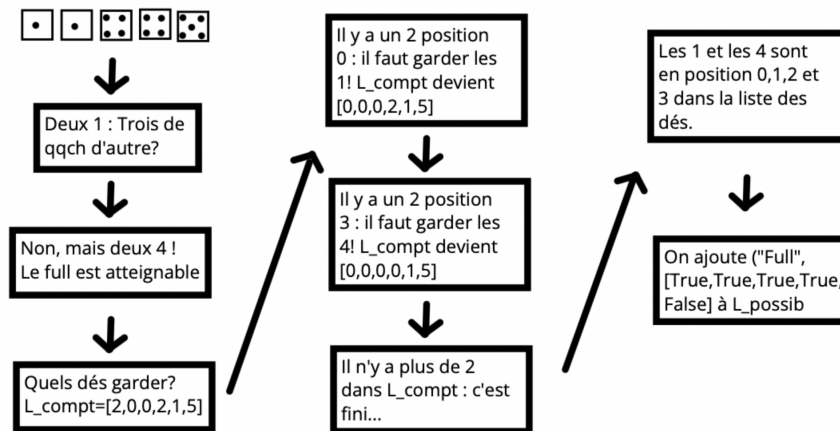 Deux 1 : Trois de
qqch d'autre?
Non, mais deux 4 !
Le full est atteignable
Quels dés garder?
L_compt=[2,0,0,2,1,5]
Il y a un 2 position
0 : il faut garder les
1! L_compt devient
[0,0,0,2,1,5]
Il y a un 2 position
3 : il faut garder les
4! L_compt devient
[0,0,0,0,1,5]
Il n'y a plus de 2
dans L_compt : c'est
fini...
Les 1 et les 4 sont
en position 0,1,2 et
3 dans la liste des
dés.
On ajoute ("Full",
[True,True,True,True,
False] à L_possib